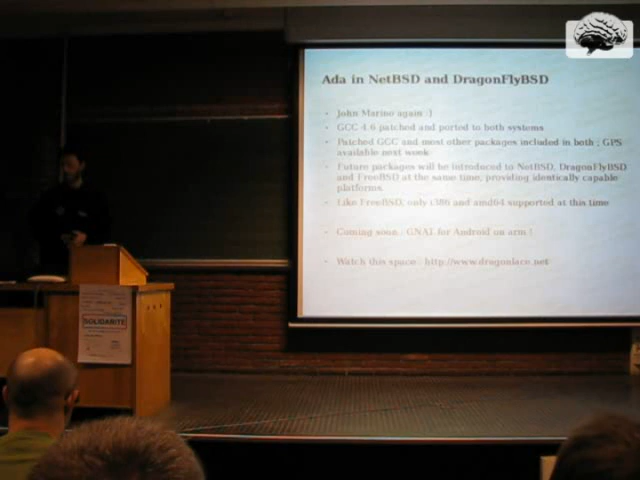 Ada in NetBSD and DragonFlyBSD
- John Marino again :)
- GCC 4.6 patched and ported to both systems
- Patched GCC and most other packages included in both ; GPS
available next week
- Future packages will be introduced to NetBSD, DragonFlyBSD
and FreeBSD at the same time, providing identically capable
platforms.
- Like FreeBSD, only i386 and amd64 supported at this time
- Coming soon : GNAT for Android on arm !
- Watch this space : http://www.dragonlace.net
SOLIDARITE